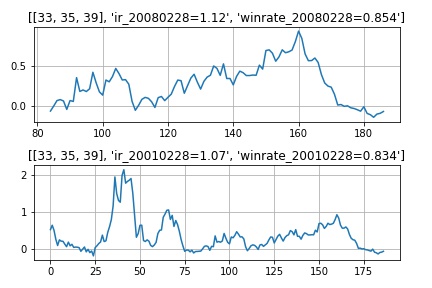 [[33, 35, 39], 'ir_20080228=1.12', 'winrate_20080228=0.854']
0.5
0.0
80 100 120 140 160 180
[[33, 35, 39], 'ir_20010228=1.07', 'winrate_20010228=0.834']
2
1
0
0 25 50 75 100 125 150 175